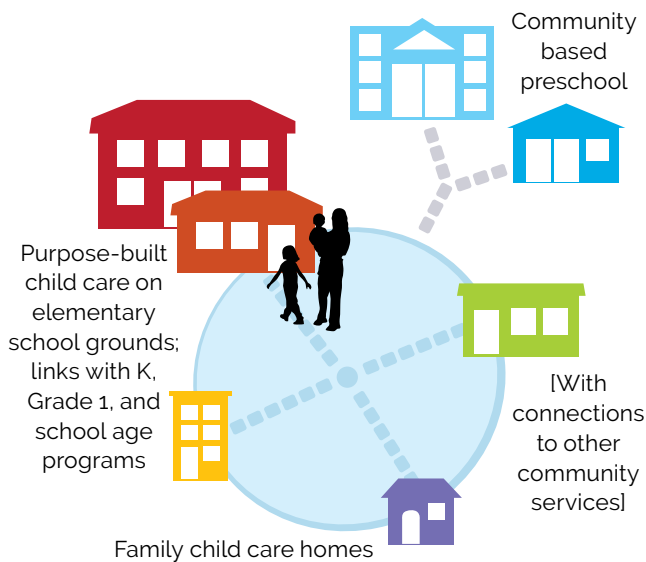 Community
based
preschool
Purpose-built
child care on
elementary
school grounds;
links with K,
Grade 1, and
school age
programs
[With
connections
to other
community
services]
Family child care homes